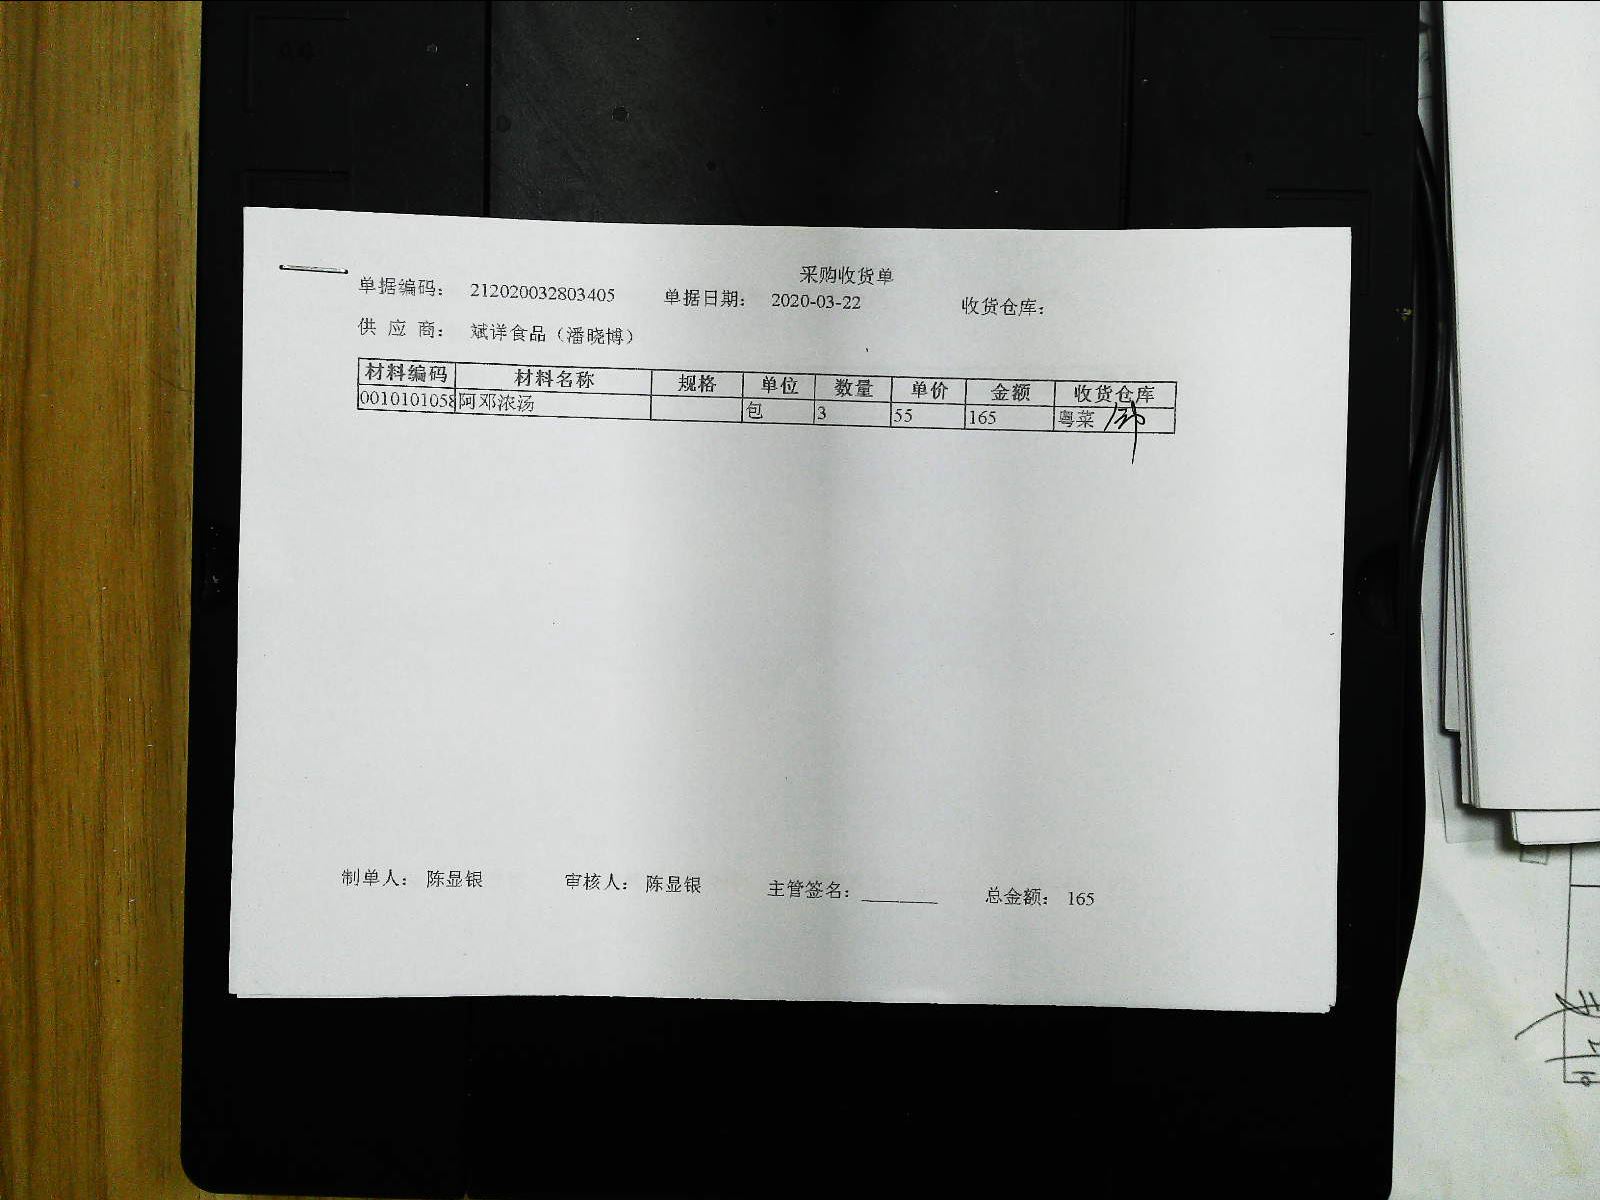 采购收货单
单据编码： 212020032803405 单据日期： 2020-03-22 收货仓库：
供 应 商： 斌详食品（潘晓博）
材料编码 材料名称 规格 单位 数量 单价 金额 收货仓库
0010101058 阿邓浓汤 包 3 55 165 粤菜
制单人： 陈显银 审核人： 陈显银 主管签名：________ 总金额： 165